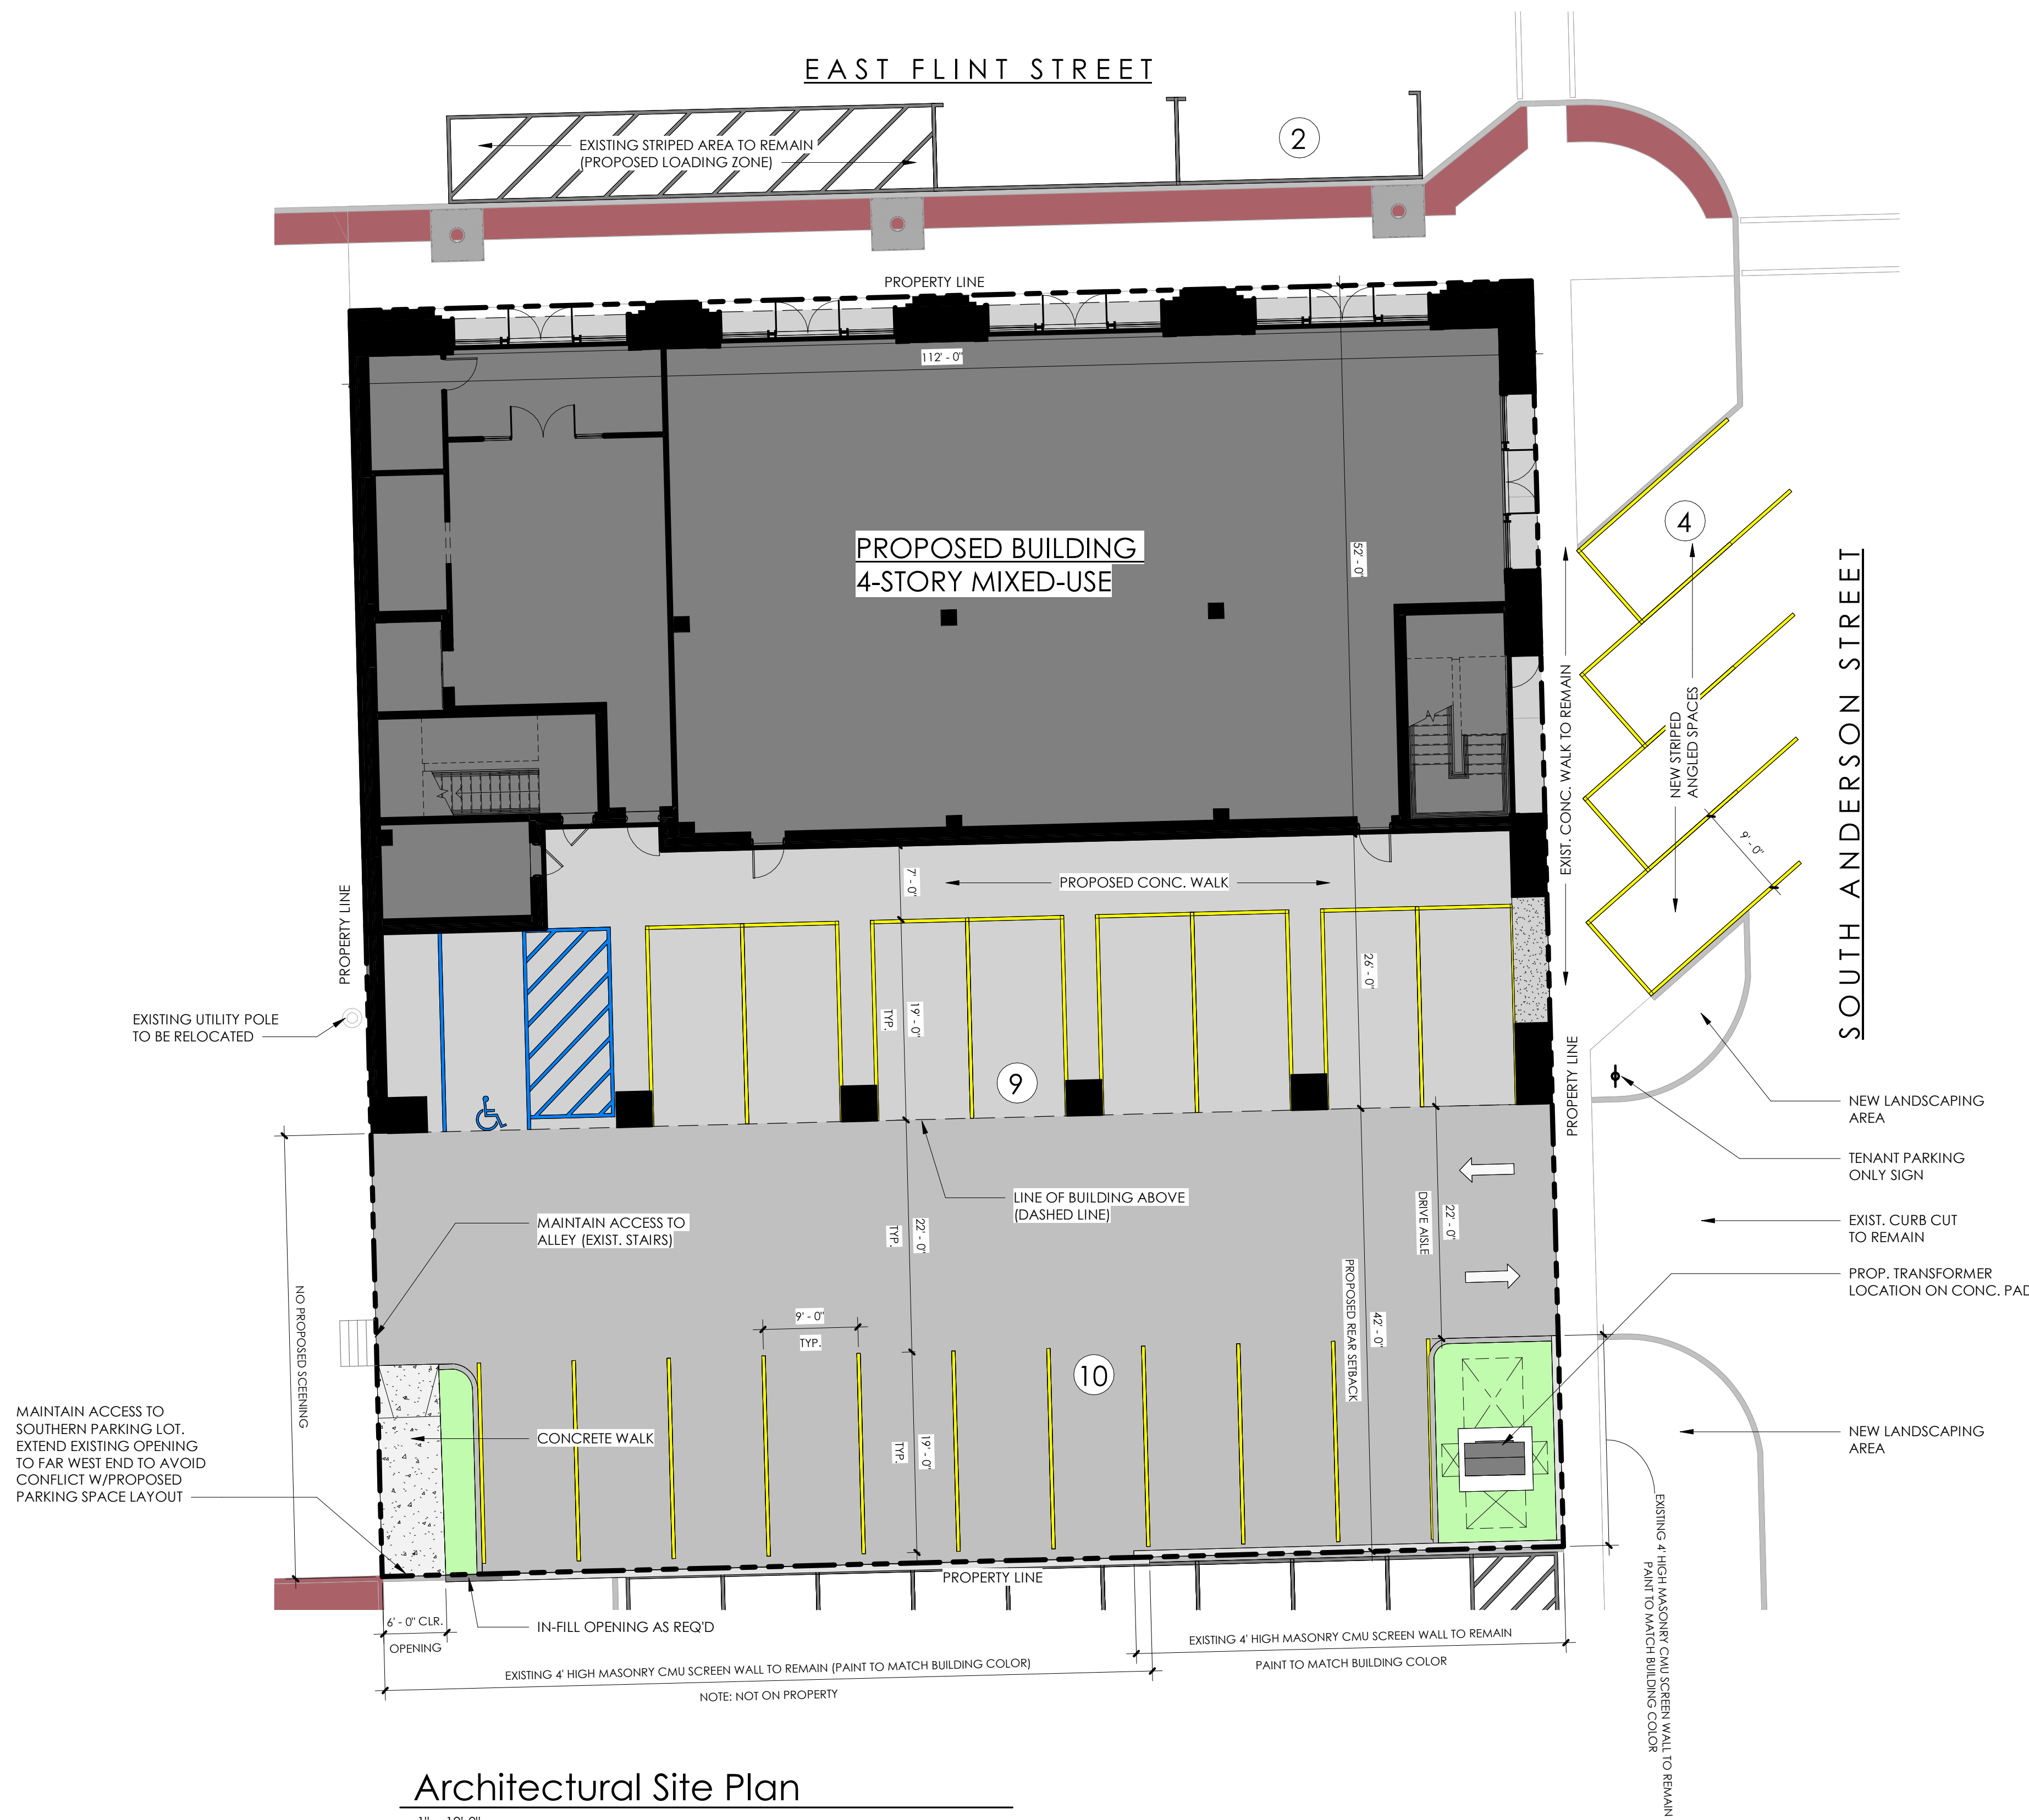 EAST FLINT STREET
EXISTING STRIPED AREA TO REMAIN
(PROPOSED LOADING ZONE)
2
PROPERTY LINE
112' - 0"
4
PROPOSED BUILDING
4-STORY MIXED-USE
52' - 0"
EXIST. CONC. WALK TO REMAIN
NEW STRIPED
ANGLED SPACES
SOUTH ANDERSON STREET
9' - 0"
7' - 0"
PROPOSED CONC. WALK
PROPERTY LINE
26' - 0"
19' - 0"
TYP.
EXISTING UTILITY POLE
TO BE RELOCATED
9
PROPERTY LINE
NEW LANDSCAPING
AREA
TENANT PARKING
ONLY SIGN
LINE OF BUILDING ABOVE
(DASHED LINE)
MAINTAIN ACCESS TO
ALLEY (EXIST. STAIRS)
22' - 0"
TYP.
DRIVE AISLE
22' - 0"
EXIST. CURB CUT
TO REMAIN
PROP. TRANSFORMER
LOCATION ON CONC. PAD
NO PROPOSED SCEENING
9' - 0"
TYP.
PROPOSED REAR SETBACK
42' - 0"
10
MAINTAIN ACCESS TO
SOUTHERN PARKING LOT.
EXTEND EXISTING OPENING
TO FAR WEST END TO AVOID
CONFLICT W/PROPOSED
PARKING SPACE LAYOUT
CONCRETE WALK
19' - 0"
TYP.
NEW LANDSCAPING
AREA
EXISTING 4' HIGH MASONRY CMU SCREEN WALL TO REMAIN
PAINT TO MATCH BUILDING COLOR
PROPERTY LINE
6' - 0" CLR.
OPENING
IN-FILL OPENING AS REQ'D
EXISTING 4' HIGH MASONRY CMU SCREEN WALL TO REMAIN
PAINT TO MATCH BUILDING COLOR
EXISTING 4' HIGH MASONRY CMU SCREEN WALL TO REMAIN (PAINT TO MATCH BUILDING COLOR)
NOTE: NOT ON PROPERTY
Architectural Site Plan